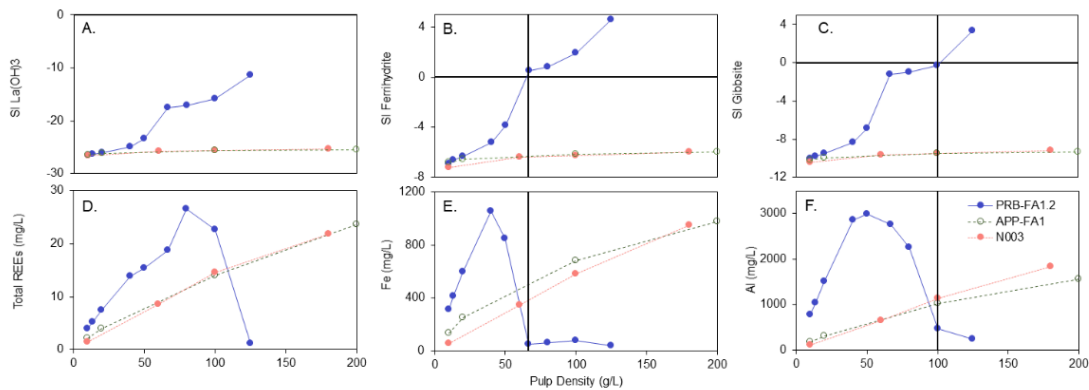 A.
SI La(OH)3
0
-10
-20
-30
B.
SI Ferrihydrite
4
0
-4
-8
C.
SI Gibbsite
4
0
-4
-8
-12
D.
Total REEs (mg/L)
30
20
10
0
0 50 100 150 200
E.
Fe (mg/L)
1200
800
400
0
0 50 100 150 200
F.
Al (mg/L)
3000
2000
1000
0
0 50 100 150 200
PRB-FA1.2
APP-FA1
N003
Pulp Density (g/L)